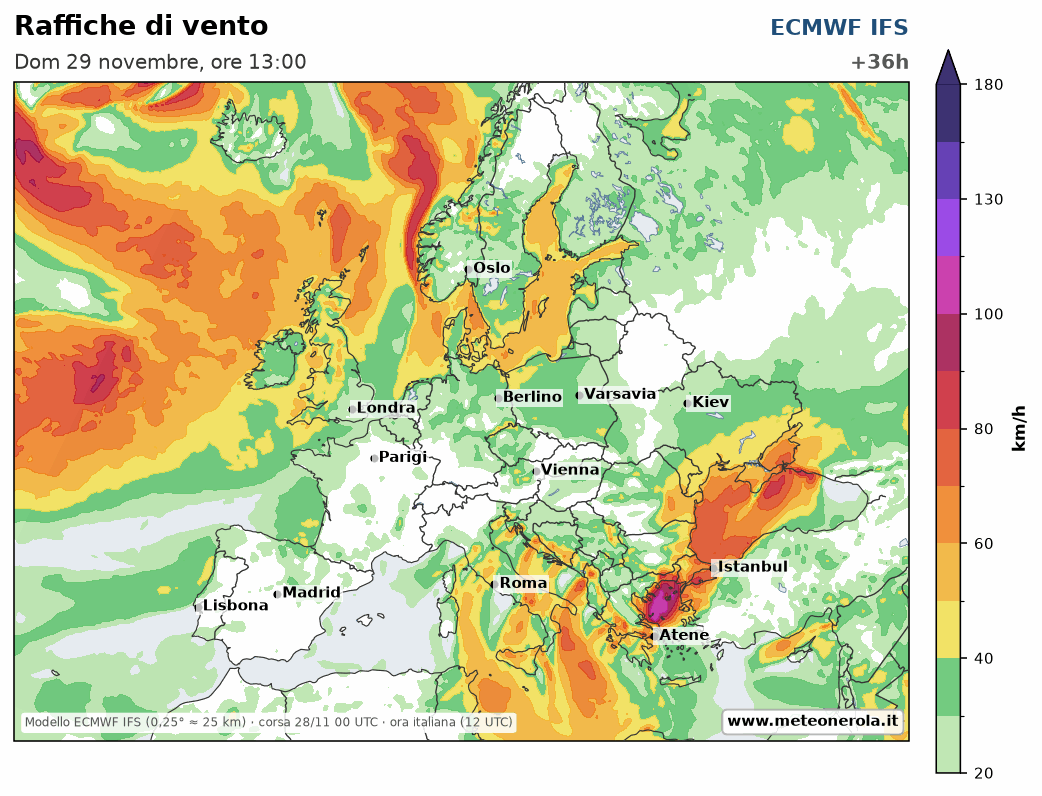 Raffiche di vento
ECMWF IFS
Dom 29 novembre, ore 13:00
+36h
180
130
100
80
60
40
20
km/h
Oslo
Berlino
Varsavia
Kiev
Londra
Parigi
Vienna
Istanbul
Roma
Madrid
Lisbona
Atene
Modello ECMWF IFS (0,25° ≈ 25 km) · corsa 28/11 00 UTC · ora italiana (12 UTC)
www.meteonerola.it